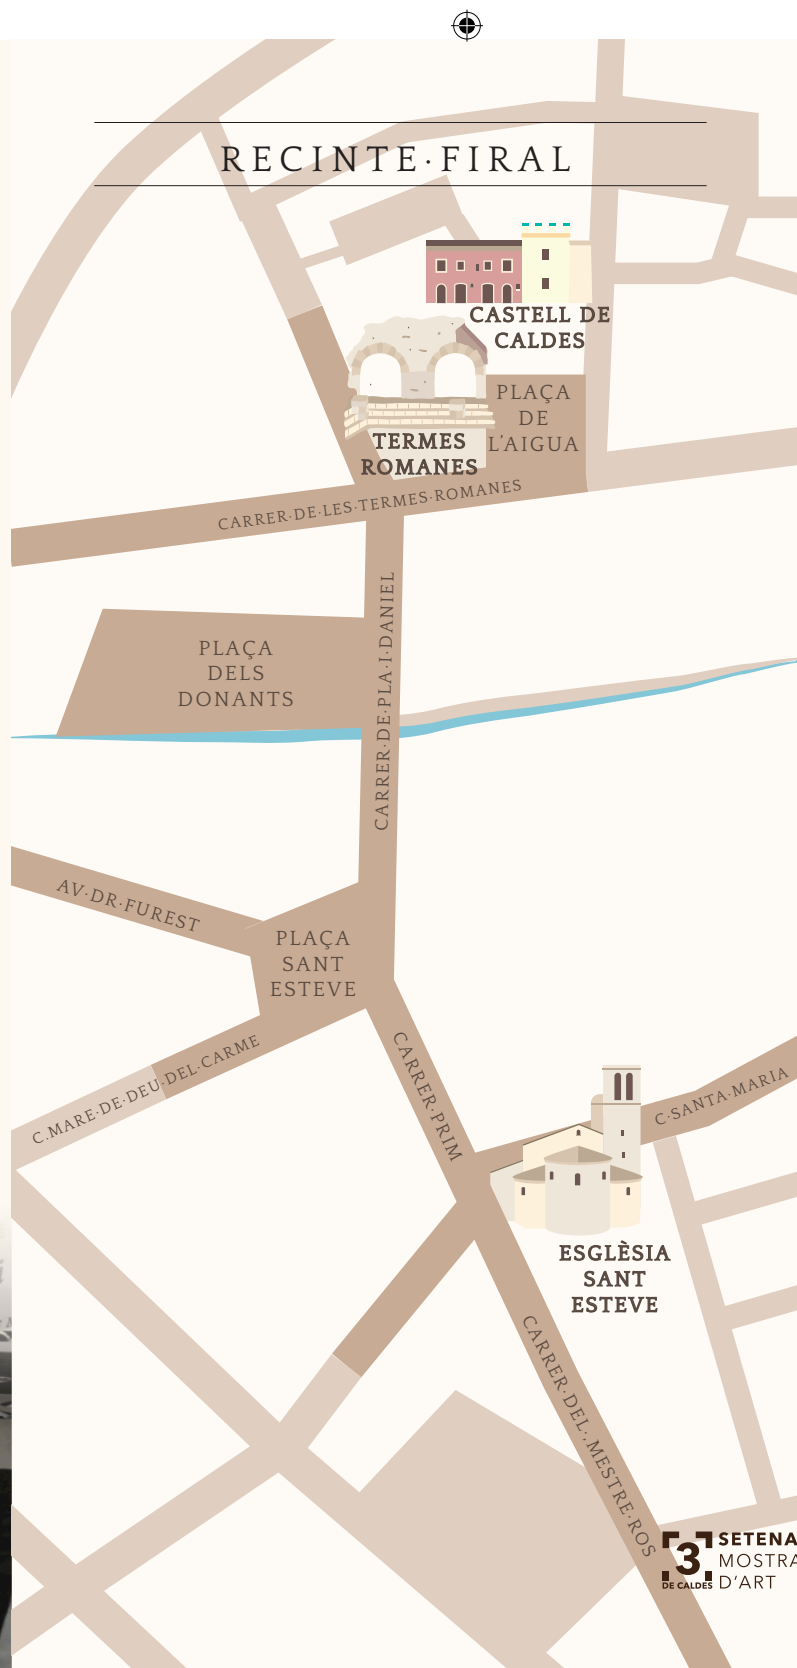 RECINTE·FIRAL
CASTELL DE
CALDES
TERMES
ROMANES
PLAÇA
DE
L'AIGUA
CARRER·DE·LES·TERMES·ROMANES
CARRER·DE·PLA·I·DANIEL
PLAÇA
DELS
DONANTS
AV·DR·FUREST
PLAÇA
SANT
ESTEVE
C.MARE·DE·DEU·DEL·CARME
CARRER·PRIM
C·SANTA·MARIA
ESGLÈSIA
SANT
ESTEVE
CARRER·DEL·,MESTRE·ROS
3
DE CALDES
SETENA
MOSTRA
D'ART